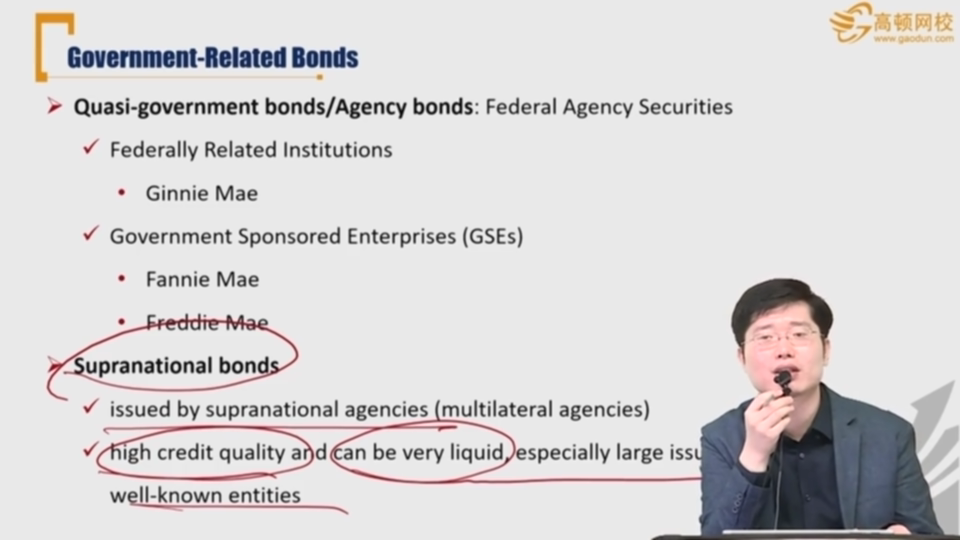 高顿网校
www.gaodun.com
Government-Related Bonds
Quasi-government bonds/Agency bonds: Federal Agency Securities
Federally Related Institutions
Ginnie Mae
Government Sponsored Enterprises (GSEs)
Fannie Mae
Freddie Mae
Supranational bonds
issued by supranational agencies (multilateral agencies)
high credit quality and can be very liquid, especially large
well-known entities